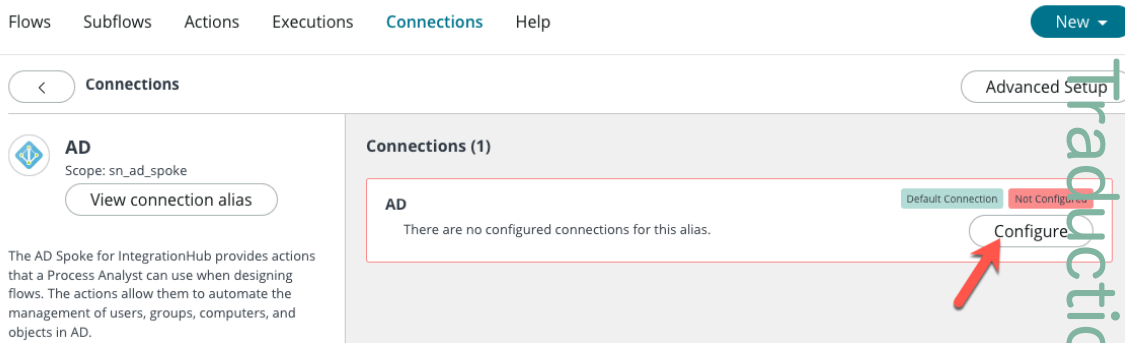 Flows Subflows Actions Executions Connections Help New
Connections Advanced Setup
AD
Scope: sn_ad_spoke
View connection alias
The AD Spoke for IntegrationHub provides actions
that a Process Analyst can use when designing
flows. The actions allow them to automate the
management of users, groups, computers, and
objects in AD.
Connections (1)
AD
Default Connection Not Configured
There are no configured connections for this alias.
Configure
Traductio